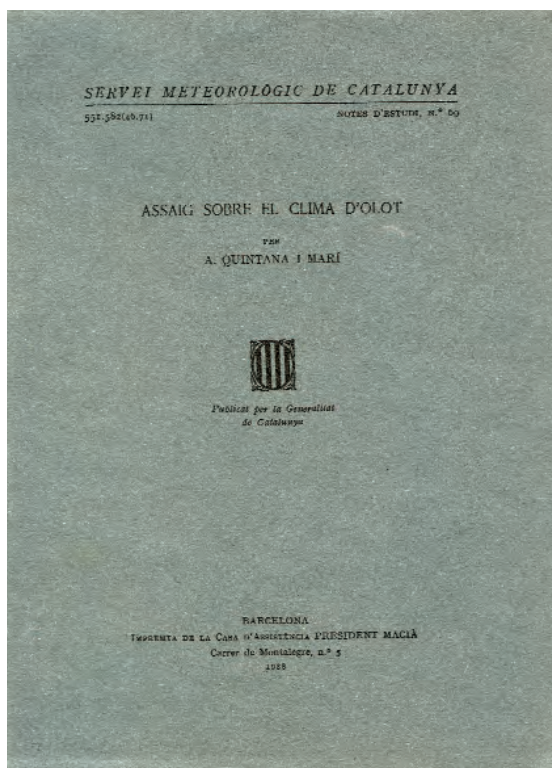 SERVEI METEOROLÒGIC DE CATALUNYA
551.582(46.71)
NOTES D'ESTUDI, N.º 69
ASSAIG SOBRE EL CLIMA D'OLOT
PER
A. QUINTANA I MARÍ
Publicat per la Generalitat
de Catalunya
BARCELONA
IMPREMTA DE LA CASA D'ASSISTÈNCIA PRESIDENT MACIÀ
Carrer de Montalegre, n.º 5
1938